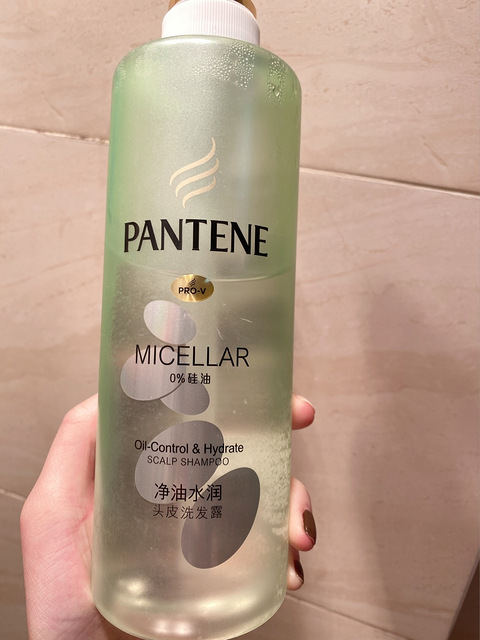 PANTENE
PRO-V
MICELLAR
0%硅油
Oil-Control & Hydrate
SCALP SHAMPOO
净油水润
头皮洗发露